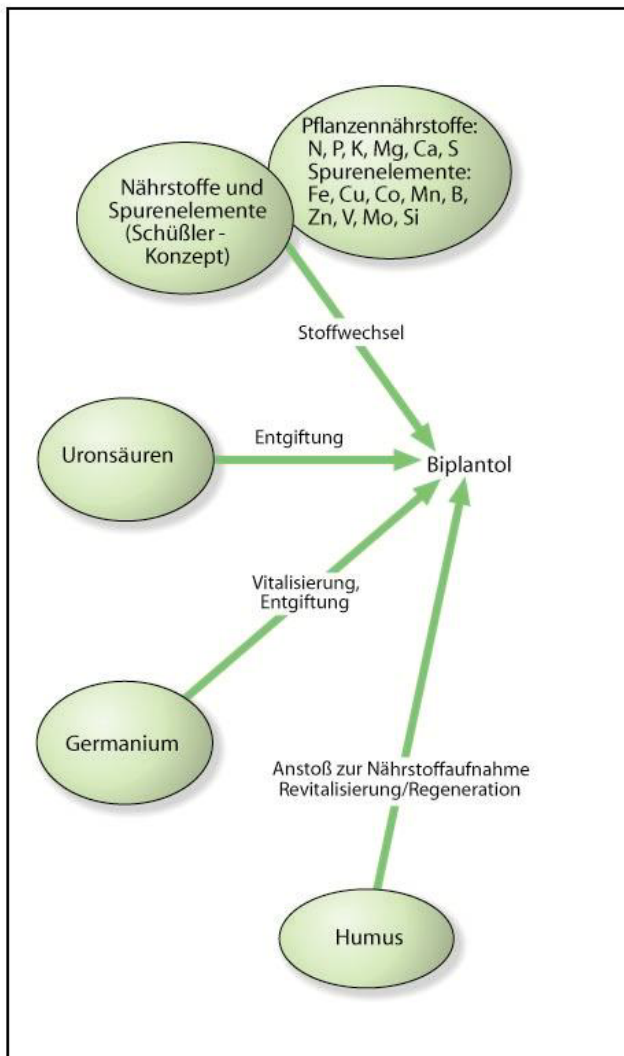 Pflanzennährstoffe:
N, P, K, Mg, Ca, S
Spurenelemente:
Fe, Cu, Co, Mn, B,
Zn, V, Mo, Si
Nährstoffe und
Spurenelemente
(Schüßler -
Konzept)
Stoffwechsel
Uronsäuren
Entgiftung
Biplantol
Vitalisierung,
Entgiftung
Germanium
Anstoß zur Nährstoffaufnahme
Revitalisierung/Regeneration
Humus